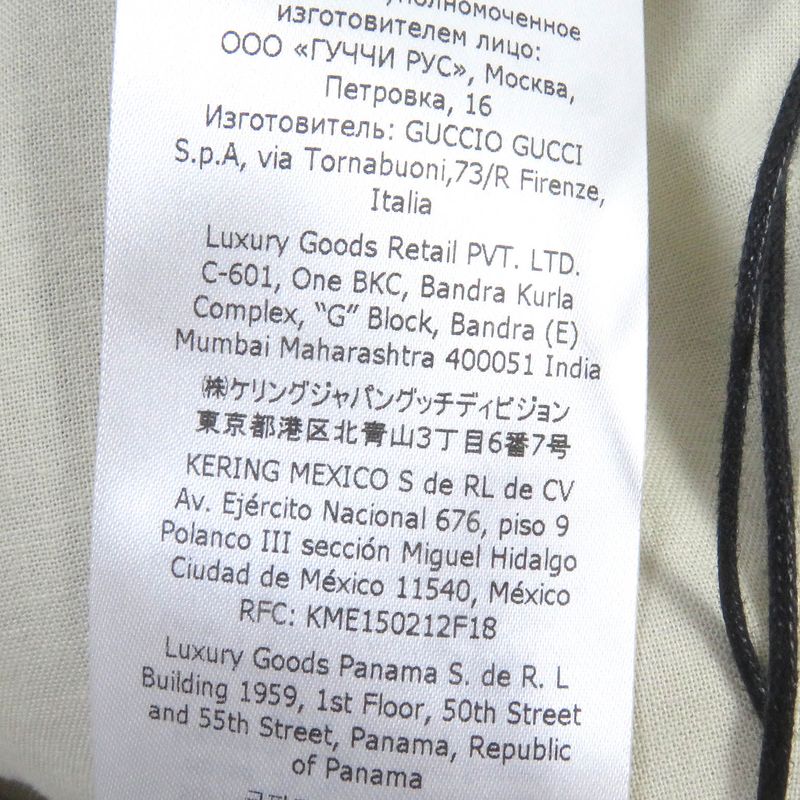 уполномоченное
изготовителем лицо:
ООО «ГУЧЧИ РУС», Москва,
Петровка, 16
Изготовитель: GUCCIO GUCCI
S.p.A, via Tornabuoni,73/R Firenze,
Italia
Luxury Goods Retail PVT. LTD.
C-601, One BKC, Bandra Kurla
Complex, “G” Block, Bandra (E)
Mumbai Maharashtra 400051 India
㈱ケリングジャパングッチディビジョン
東京都港区北青山3丁目6番7号
KERING MEXICO S de RL de CV
Av. Ejército Nacional 676, piso 9
Polanco III sección Miguel Hidalgo
Ciudad de México 11540, México
RFC: KME150212F18
Luxury Goods Panama S. de R. L
Building 1959, 1st Floor, 50th Street
and 55th Street, Panama, Republic
of Panama